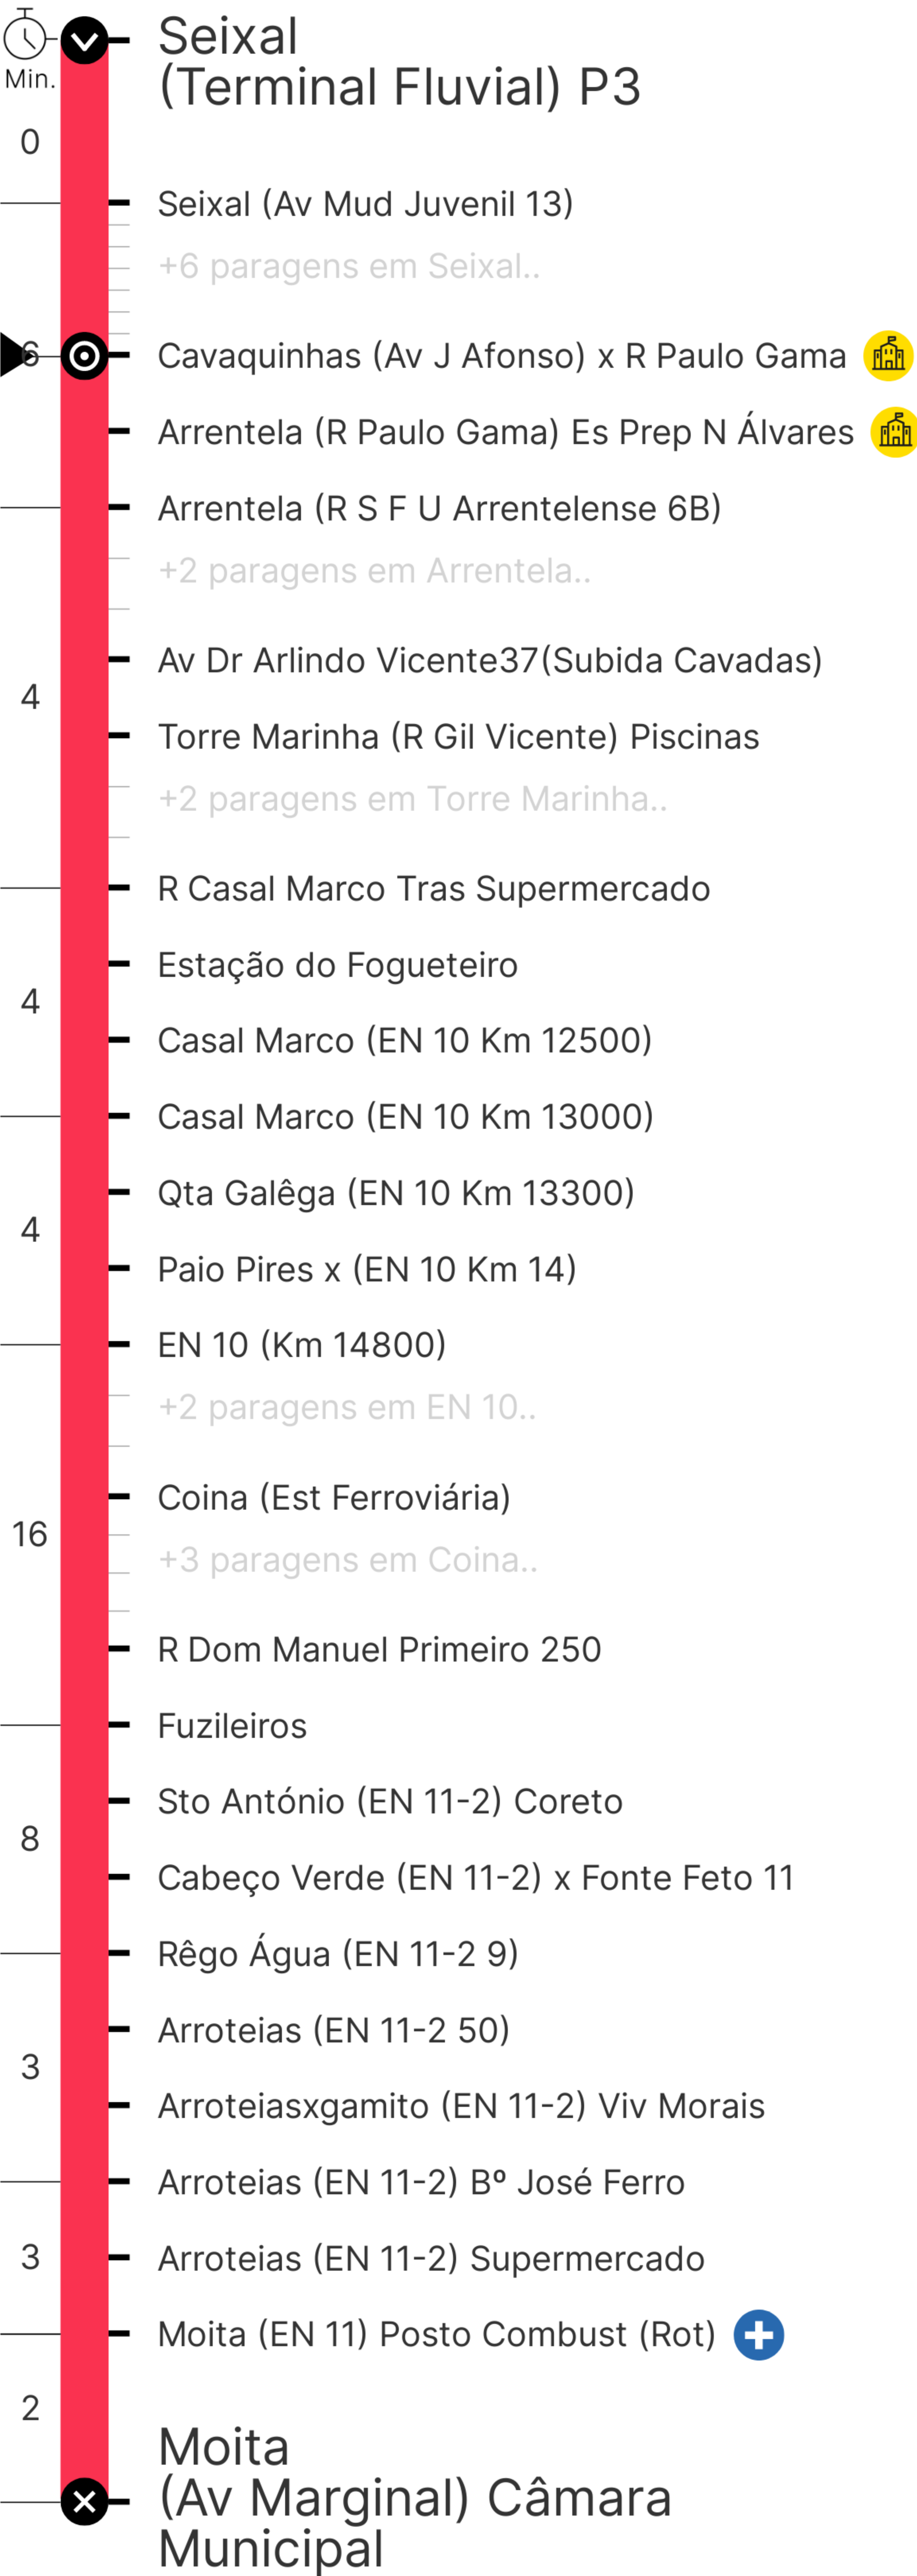 Seixal
(Terminal Fluvial) P3
Min.
0
Seixal (Av Mud Juvenil 13)
+6 paragens em Seixal..
6
Cavaquinhas (Av J Afonso) x R Paulo Gama
Arrentela (R Paulo Gama) Es Prep N Álvares
Arrentela (R S F U Arrentelense 6B)
+2 paragens em Arrentela..
Av Dr Arlindo Vicente37(Subida Cavadas)
4
Torre Marinha (R Gil Vicente) Piscinas
+2 paragens em Torre Marinha..
R Casal Marco Tras Supermercado
Estação do Fogueteiro
4
Casal Marco (EN 10 Km 12500)
Casal Marco (EN 10 Km 13000)
Qta Galêga (EN 10 Km 13300)
4
Paio Pires x (EN 10 Km 14)
EN 10 (Km 14800)
+2 paragens em EN 10..
Coina (Est Ferroviária)
16
+3 paragens em Coina..
R Dom Manuel Primeiro 250
Fuzileiros
Sto António (EN 11-2) Coreto
8
Cabeço Verde (EN 11-2) x Fonte Feto 11
Rêgo Água (EN 11-2 9)
Arroteias (EN 11-2 50)
3
Arroteiasxgamito (EN 11-2) Viv Morais
Arroteias (EN 11-2) Bº José Ferro
3
Arroteias (EN 11-2) Supermercado
Moita (EN 11) Posto Combust (Rot)
2
Moita
(Av Marginal) Câmara
Municipal